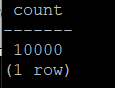 count
-------
10000
(1 row)